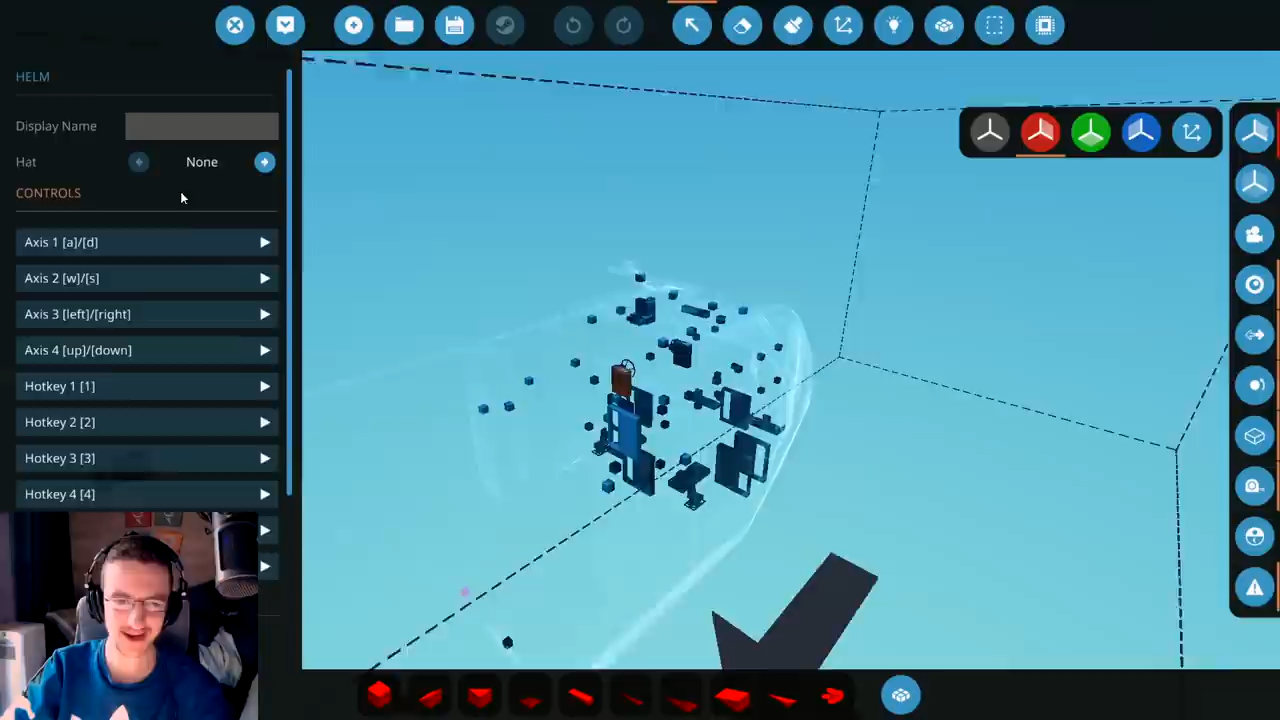 HELM
Display Name
Hat None
CONTROLS
Axis 1 [a]/[d]
Axis 2 [w]/[s]
Axis 3 [left]/[right]
Axis 4 [up]/[down]
Hotkey 1 [1]
Hotkey 2 [2]
Hotkey 3 [3]
Hotkey 4 [4]